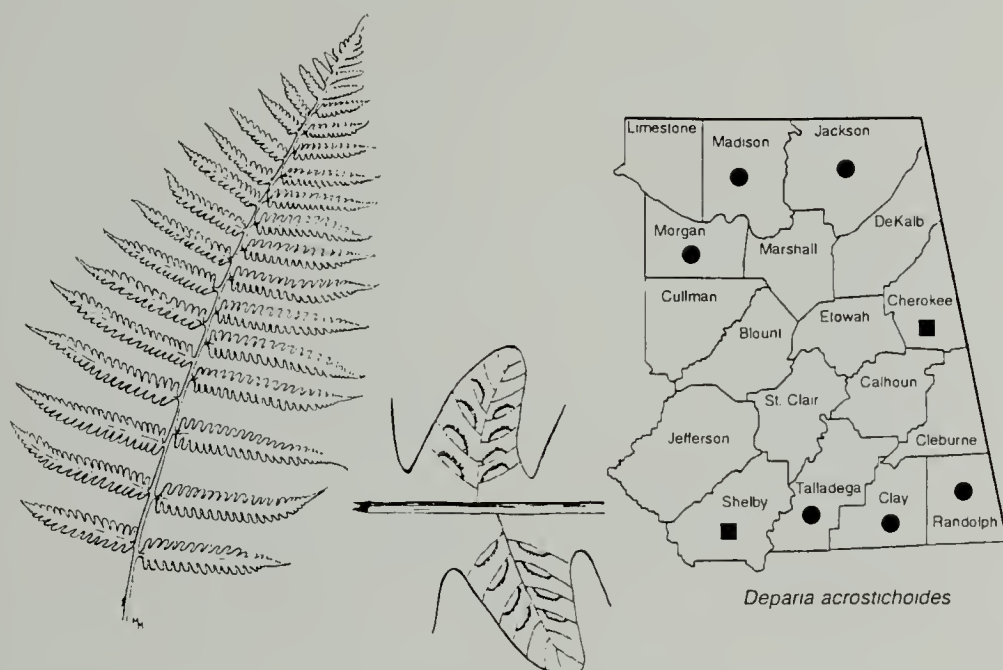 Limestone
Madison
Jackson
Morgan
Marshall
DeKalb
Cullman
Blount
Etowah
Cherokee
St. Clair
Calhoun
Jefferson
Cleburne
Shelby
Talladega
Clay
Randolph
Deparia acrostichoides
HM